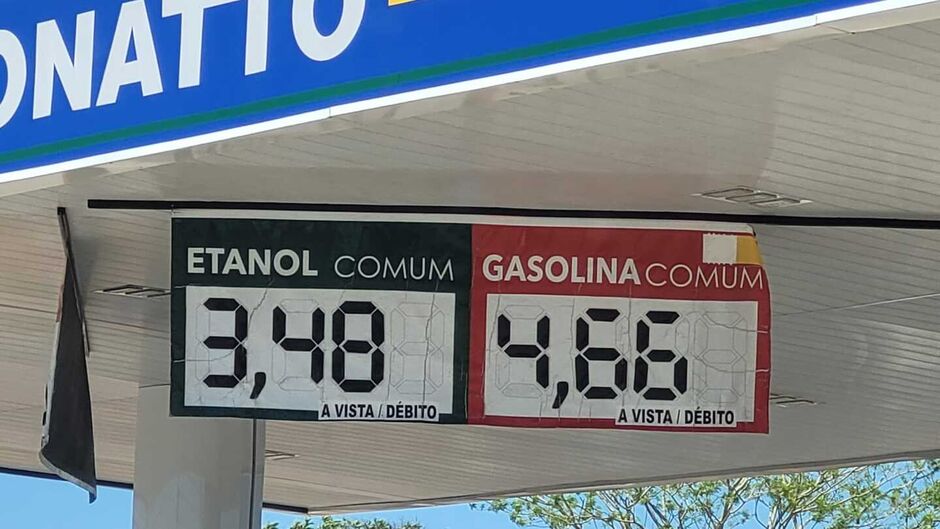 ONATTO
ETANOL COMUM
3,48
A VISTA / DÉBITO
GASOLINA COMUM
4,66
A VISTA / DÉBITO